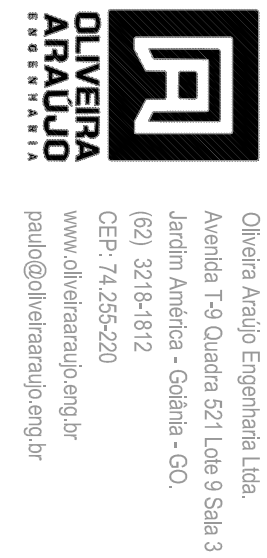 OLIVEIRA
ARAÚJO
ENGENHARIA
Oliveira Araújo Engenharia Ltda.
Avenida T-9 Quadra 521 Lote 9 Sala 3
Jardim América - Goiânia - GO.
(62) 3218-1812
CEP: 74.255-220
www.oliveiraaraujo.eng.br
paulo@oliveiraaraujo.eng.br